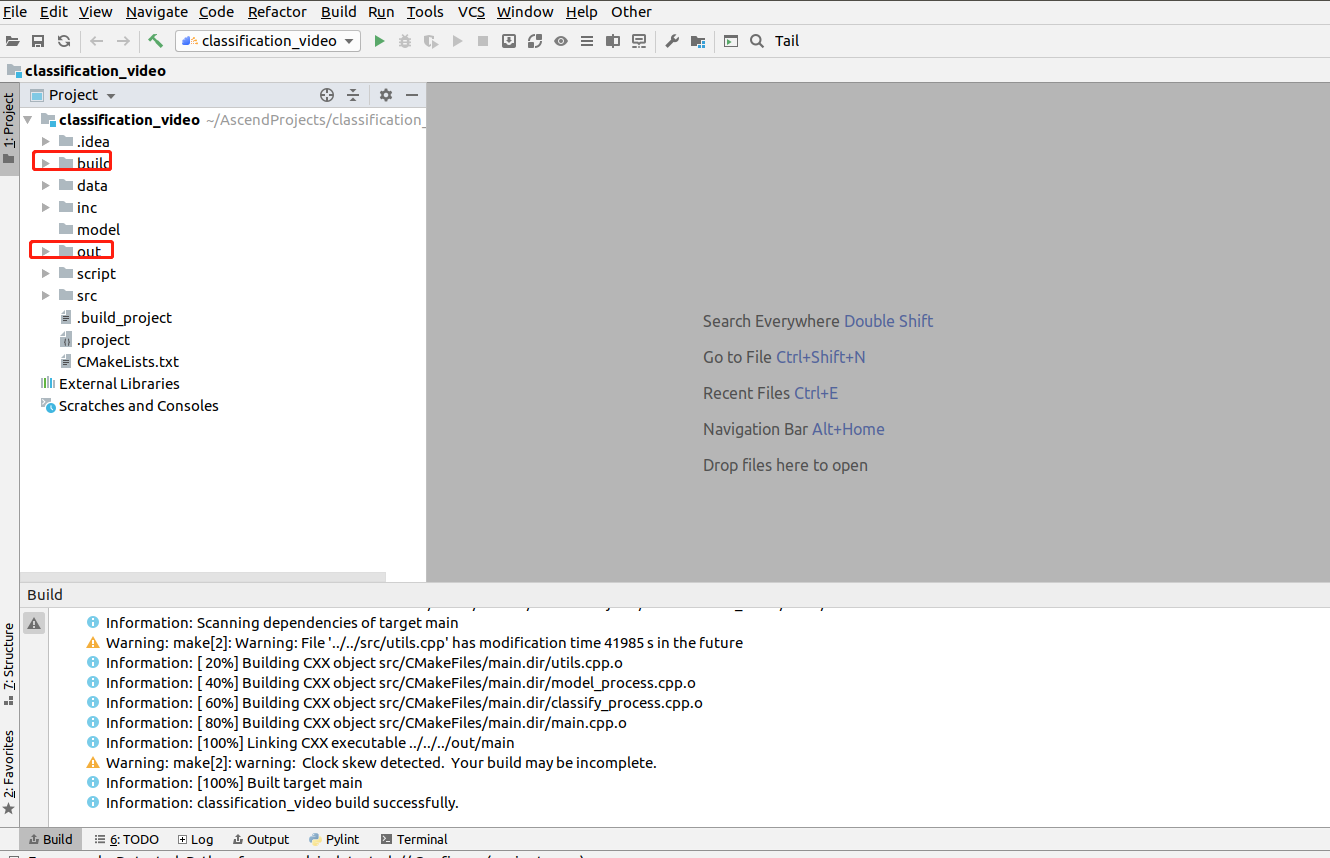 File Edit View Navigate Code Refactor Build Run Tools VCS Window Help Other
classification_video Tail
classification_video
1: Project
Project
classification_video ~/AscendProjects/classification_
.idea
build
data
inc
model
out
script
src
.build_project
.project
CMakeLists.txt
External Libraries
Scratches and Consoles
Search Everywhere Double Shift
Go to File Ctrl+Shift+N
Recent Files Ctrl+E
Navigation Bar Alt+Home
Drop files here to open
7: Structure
2: Favorites
Build
Information: Scanning dependencies of target main
Warning: make[2]: Warning: File '../../src/utils.cpp' has modification time 41985 s in the future
Information: [ 20%] Building CXX object src/CMakeFiles/main.dir/utils.cpp.o
Information: [ 40%] Building CXX object src/CMakeFiles/main.dir/model_process.cpp.o
Information: [ 60%] Building CXX object src/CMakeFiles/main.dir/classify_process.cpp.o
Information: [ 80%] Building CXX object src/CMakeFiles/main.dir/main.cpp.o
Information: [100%] Linking CXX executable ../../../out/main
Warning: make[2]: warning:  Clock skew detected.  Your build may be incomplete.
Information: [100%] Built target main
Information: classification_video build successfully.
Build 6: TODO Log Output Pylint Terminal